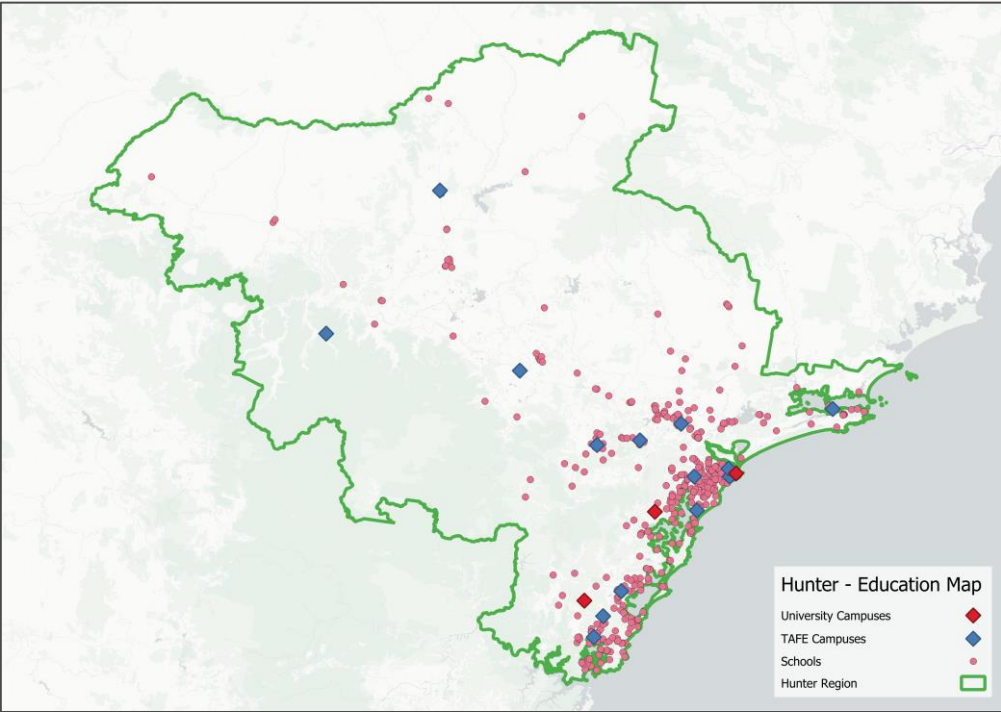 Hunter - Education Map
University Campuses
TAFE Campuses
Schools
Hunter Region